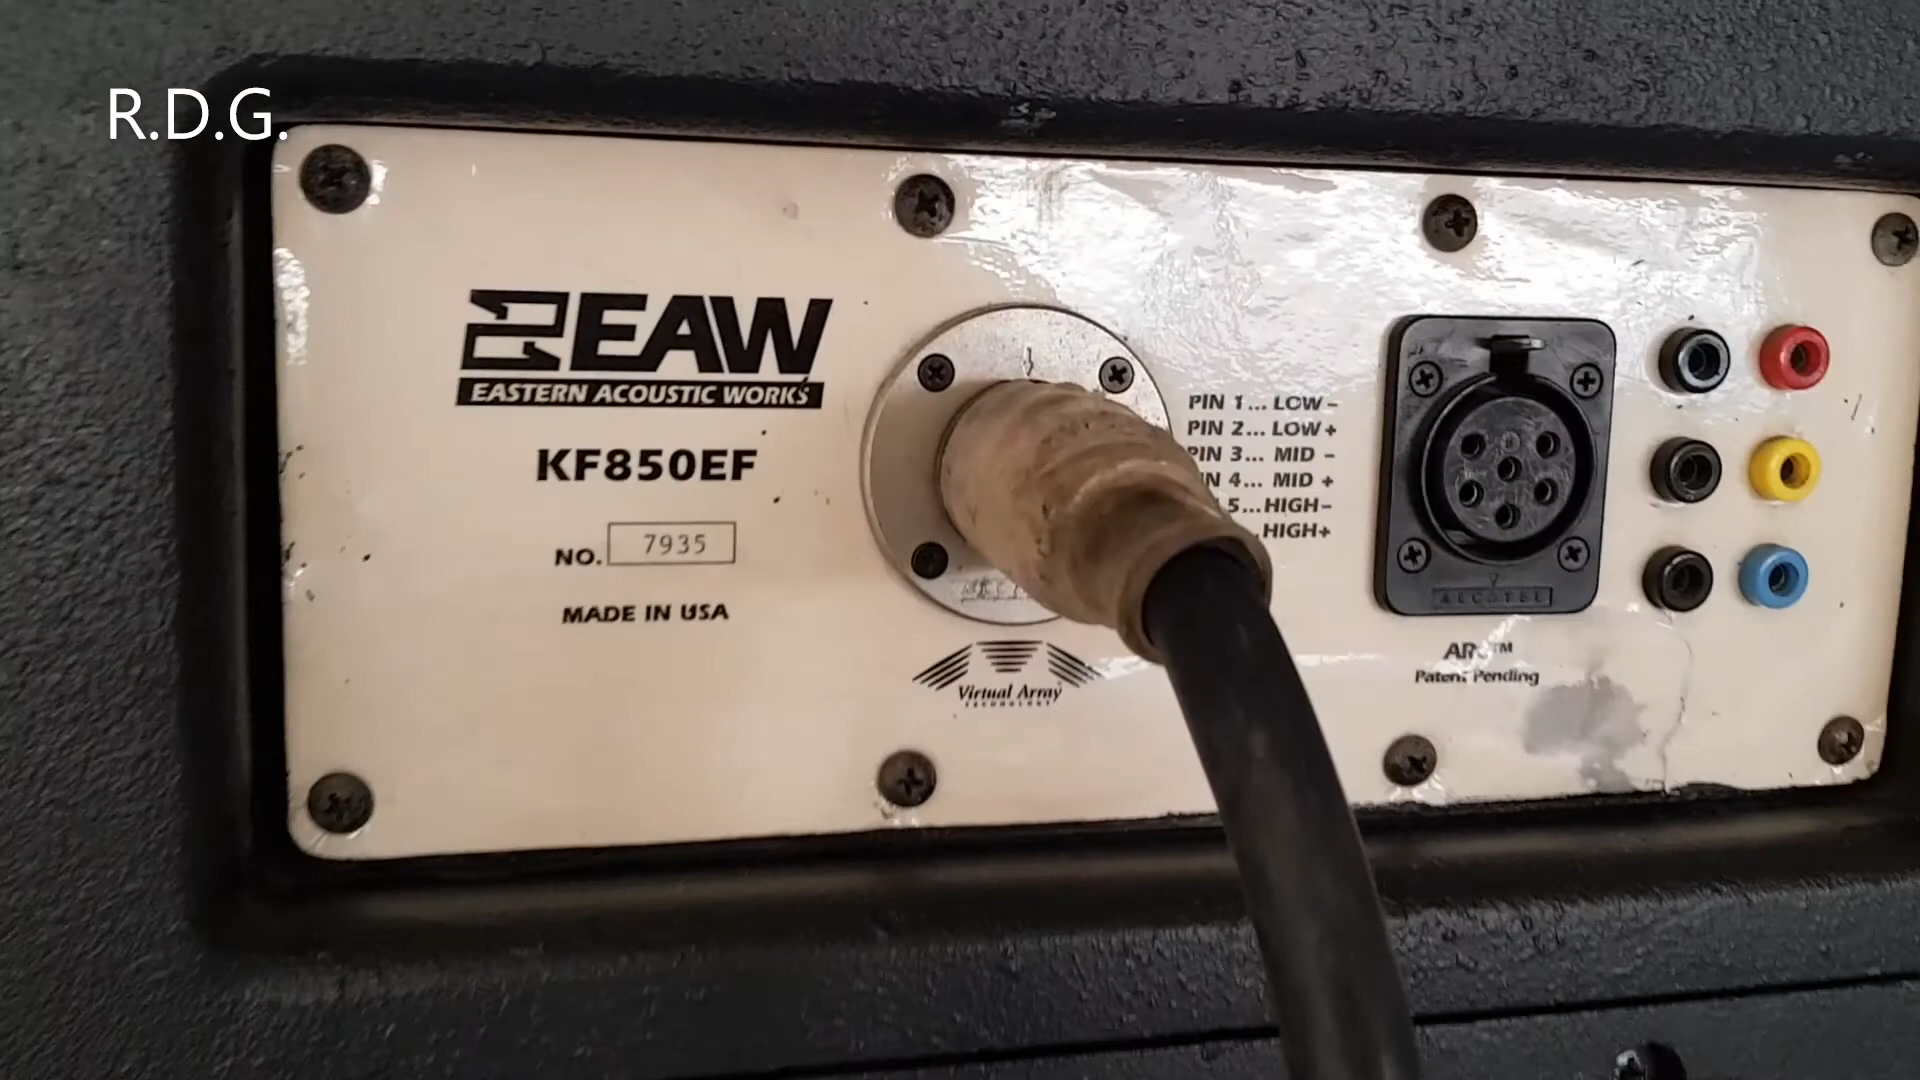 R.D.G.
EAW
EASTERN ACOUSTIC WORKS
KF850EF
NO. 7935
MADE IN USA
Virtual Array
TECHNOLOGY
PIN 1... LOW –
PIN 2... LOW +
PIN 3... MID –
4... MID +
5...HIGH–
HIGH+
ALCATEL
Patent Pending